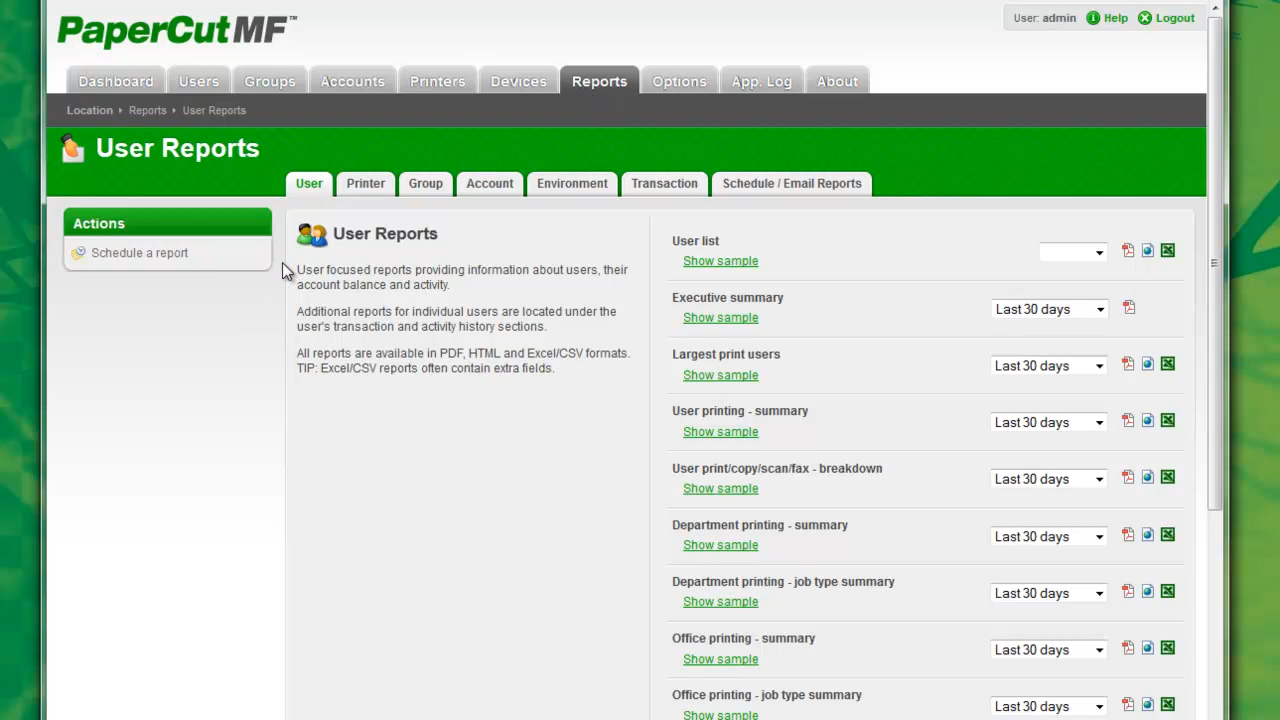 PaperCutMF™
User: admin Help Logout
Dashboard Users Groups Accounts Printers Devices Reports Options App. Log About
Location Reports User Reports
User Reports
User Printer Group Account Environment Transaction Schedule / Email Reports
Actions
Schedule a report
User Reports
User focused reports providing information about users, their
account balance and activity.
Additional reports for individual users are located under the
user's transaction and activity history sections.
All reports are available in PDF, HTML and Excel/CSV formats.
TIP: Excel/CSV reports often contain extra fields.
User list
Show sample
Executive summary
Show sample
Last 30 days
Largest print users
Show sample
Last 30 days
User printing - summary
Show sample
Last 30 days
User print/copy/scan/fax - breakdown
Show sample
Last 30 days
Department printing - summary
Show sample
Last 30 days
Department printing - job type summary
Show sample
Last 30 days
Office printing - summary
Show sample
Last 30 days
Office printing - job type summary
Show sample
Last 30 days